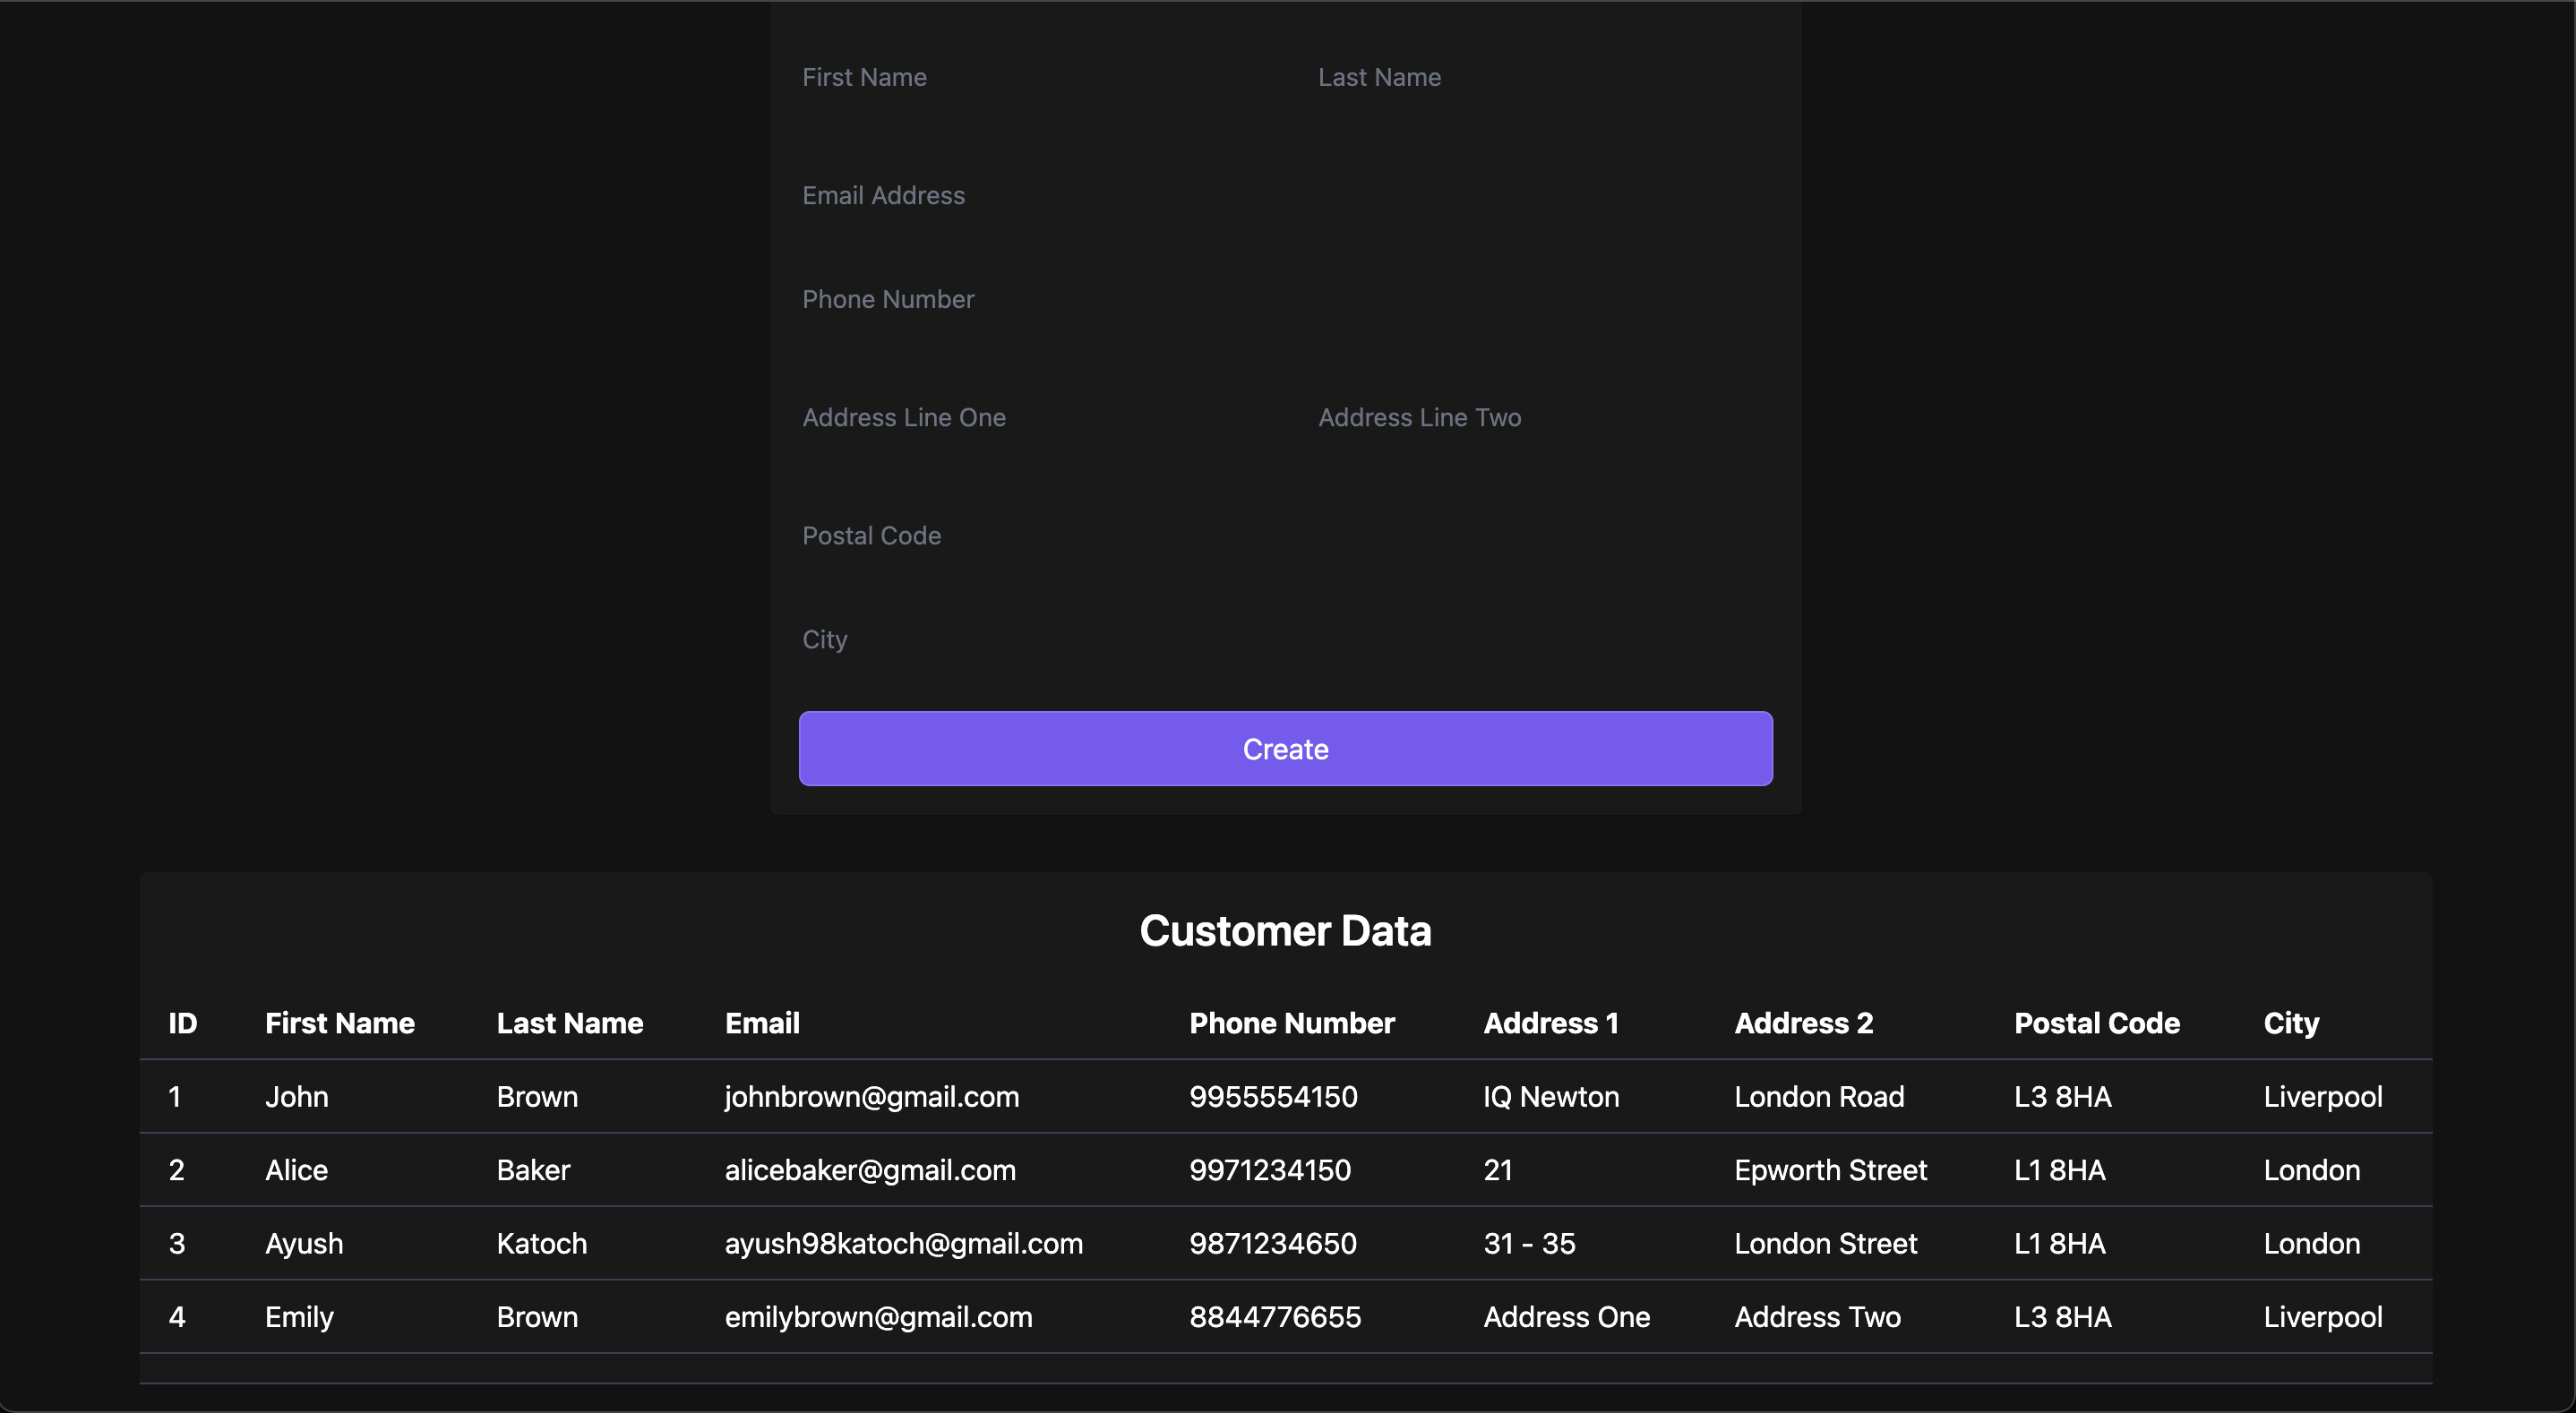 First Name Last Name
Email Address
Phone Number
Address Line One Address Line Two
Postal Code
City
Create
Customer Data
ID First Name Last Name Email Phone Number Address 1 Address 2 Postal Code City
1 John Brown johnbrown@gmail.com 9955554150 IQ Newton London Road L3 8HA Liverpool
2 Alice Baker alicebaker@gmail.com 9971234150 21 Epworth Street L1 8HA London
3 Ayush Katoch ayush98katoch@gmail.com 9871234650 31 - 35 London Street L1 8HA London
4 Emily Brown emilybrown@gmail.com 8844776655 Address One Address Two L3 8HA Liverpool